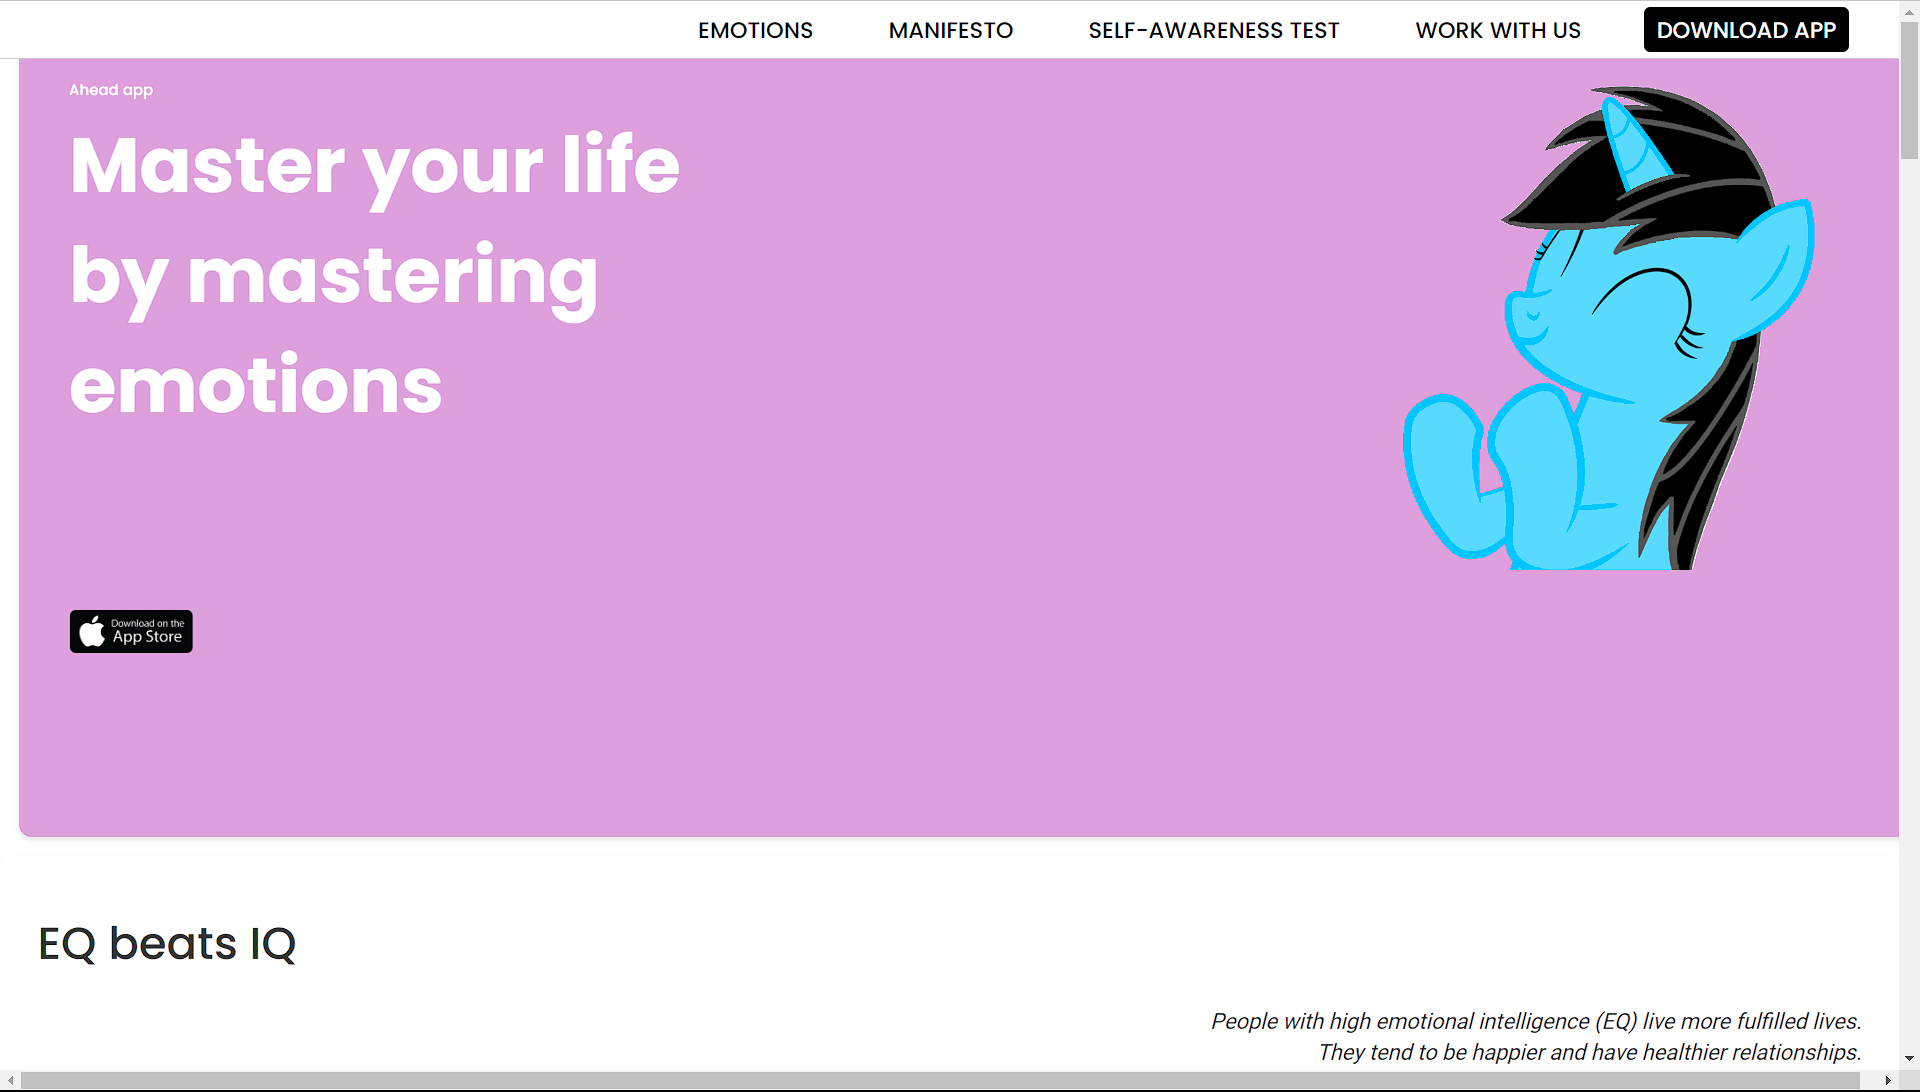 EMOTIONS MANIFESTO SELF-AWARENESS TEST WORK WITH US DOWNLOAD APP
Ahead app
Master your life
by mastering
emotions
Download on the
App Store
EQ beats IQ
People with high emotional intelligence (EQ) live more fulfilled lives.
They tend to be happier and have healthier relationships.